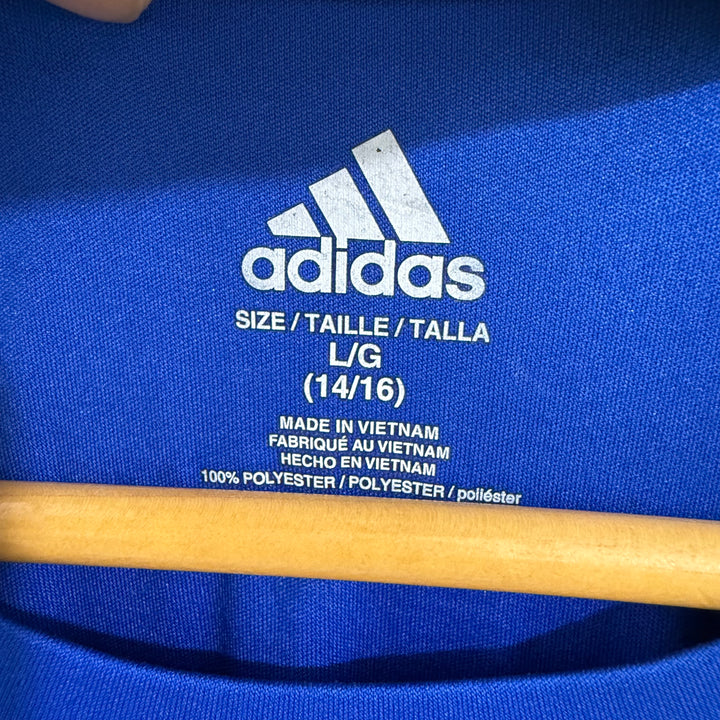 adidas
SIZE / TAILLE / TALLA
L/G
(14/16)
MADE IN VIETNAM
FABRIQUÉ AU VIETNAM
HECHO EN VIETNAM
100% POLYESTER / POLYESTER / poliéster